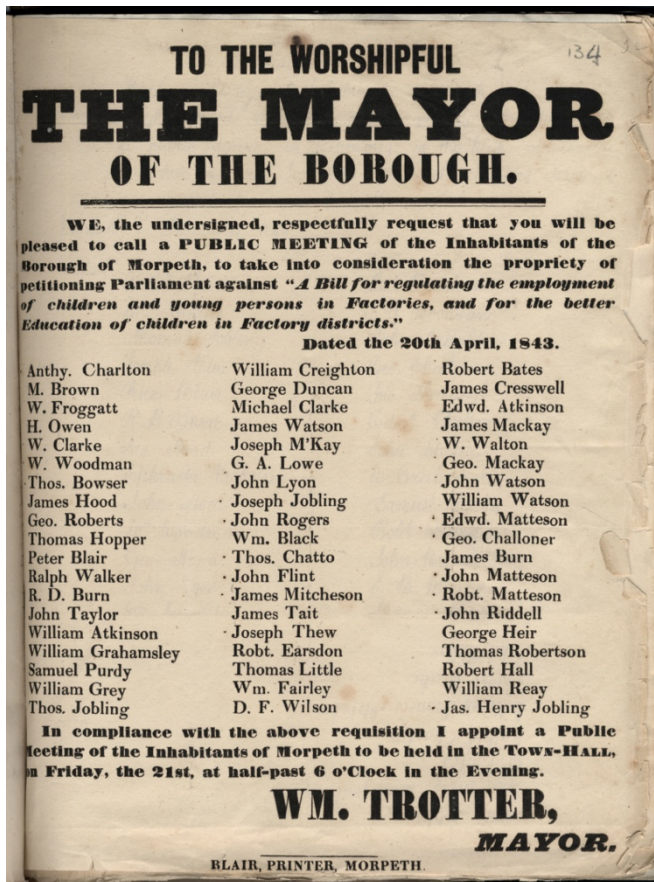 134
TO THE WORSHIPFUL
THE MAYOR
OF THE BOROUGH.
WE, the undersigned, respectfully request that you will be
pleased to call a PUBLIC MEETING of the Inhabitants of the
Borough of Morpeth, to take into consideration the propriety of
petitioning Parliament against "A Bill for regulating the employment
of children and young persons in Factories, and for the better
Education of children in Factory districts."
Dated the 20th April, 1843.
Anthy. Charlton
M. Brown
W. Froggatt
H. Owen
W. Clarke
W. Woodman
Thos. Bowser
James Hood
Geo. Roberts
Thomas Hopper
Peter Blair
Ralph Walker
R. D. Burn
John Taylor
William Atkinson
William Grahamsley
Samuel Purdy
William Grey
Thos. Jobling
William Creighton
George Duncan
Michael Clarke
James Watson
Joseph M'Kay
G. A. Lowe
John Lyon
Joseph Jobling
John Rogers
Wm. Black
Thos. Chatto
John Flint
James Mitcheson
James Tait
Joseph Thew
Robt. Earsdon
Thomas Little
Wm. Fairley
D. F. Wilson
Robert Bates
James Cresswell
Edwd. Atkinson
James Mackay
W. Walton
Geo. Mackay
John Watson
William Watson
Edwd. Matteson
Geo. Challoner
James Burn
John Matteson
Robt. Matteson
John Riddell
George Heir
Thomas Robertson
Robert Hall
William Reay
Jas. Henry Jobling
In compliance with the above requisition I appoint a Public
Meeting of the Inhabitants of Morpeth to be held in the TOWN-HALL,
on Friday, the 21st, at half-past 6 o'Clock in the Evening.
WM. TROTTER,
MAYOR.
BLAIR, PRINTER, MORPETH.